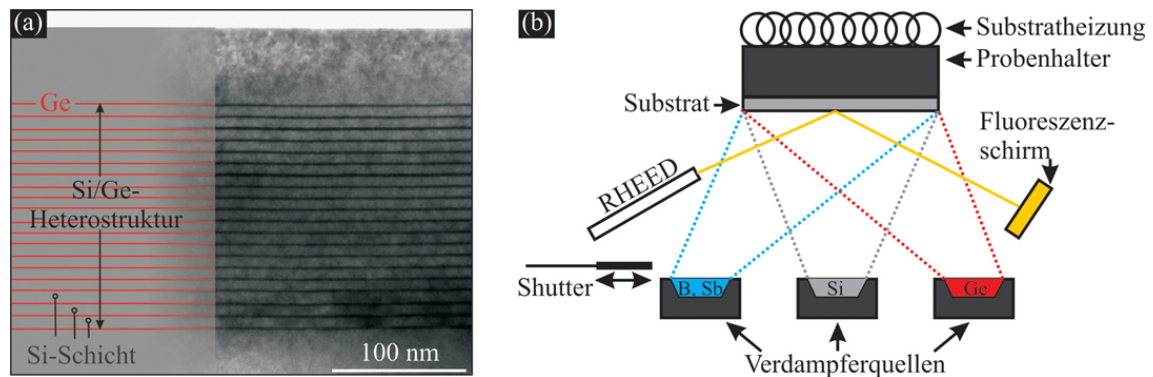 (a)
Ge
Si/Ge-
Heterostruktur
Si-Schicht
100 nm
(b)
Substratheizung
Probenhalter
Substrat
Fluoreszenz-
schirm
RHEED
Shutter
B, Sb
Si
Ge
Verdampferquellen